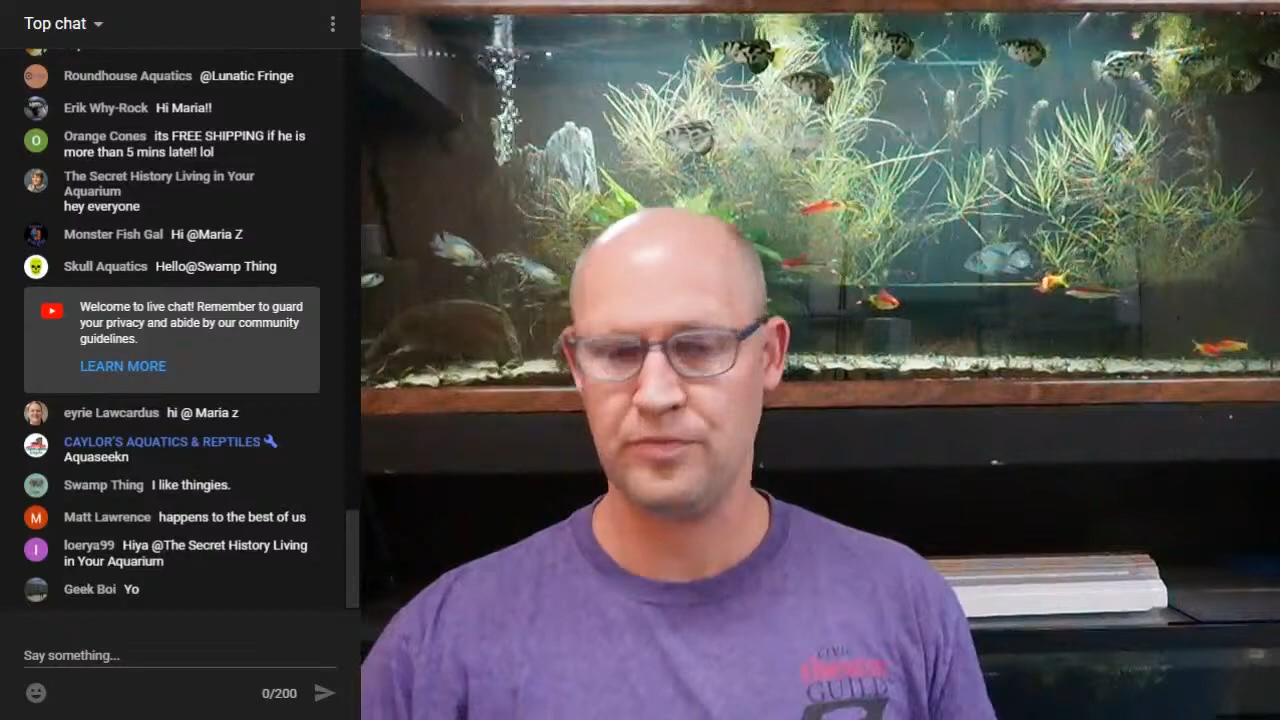 Top chat
Roundhouse Aquatics @Lunatic Fringe
Erik Why-Rock Hi Maria!!
O Orange Cones its FREE SHIPPING if he is
more than 5 mins late!! lol
The Secret History Living in Your
Aquarium
hey everyone
Monster Fish Gal Hi @Maria Z
Skull Aquatics Hello@Swamp Thing
Welcome to live chat! Remember to guard
your privacy and abide by our community
guidelines.
LEARN MORE
eyrie Lawcardus hi @ Maria z
CAYLOR'S AQUATICS & REPTILES
Aquaseekn
Swamp Thing I like thingies.
M Matt Lawrence happens to the best of us
l loerya99 Hiya @The Secret History Living
in Your Aquarium
Geek Boi Yo
Say something...
0/200
CIVIC
theatre
GUILD